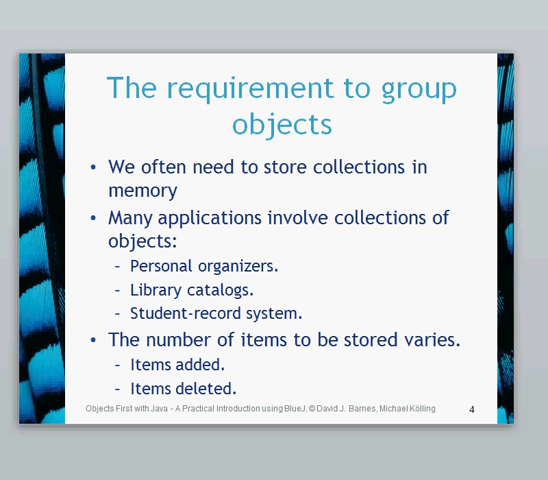 The requirement to group
objects
• We often need to store collections in
memory
• Many applications involve collections of
objects:
– Personal organizers.
– Library catalogs.
– Student-record system.
• The number of items to be stored varies.
– Items added.
– Items deleted.
Objects First with Java - A Practical Introduction using BlueJ, © David J. Barnes, Michael Kölling 4